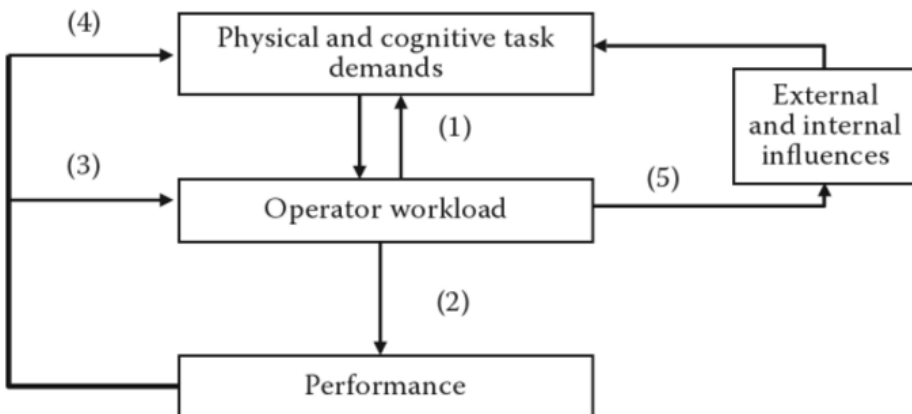 (4)
Physical and cognitive task
demands
External
and internal
influences
(1)
(3)
(5)
Operator workload
(2)
Performance